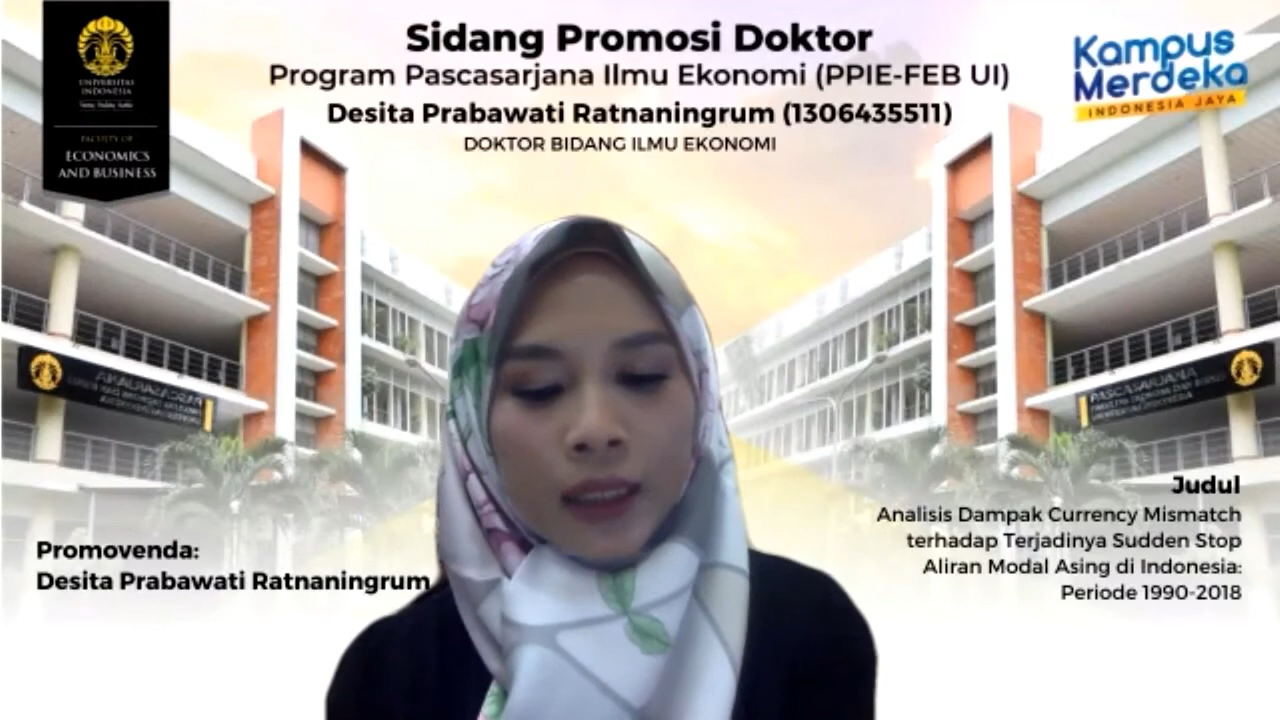 Sidang Promosi Doktor
Program Pascasarjana Ilmu Ekonomi (PPIE-FEB UI)
Desita Prabawati Ratnaningrum (1306435511)
DOKTOR BIDANG ILMU EKONOMI
UNIVERSITAS
INDONESIA
FACULTY OF
ECONOMICS
AND BUSINESS
Kampus
Merdeka
INDONESIA JAYA
PASCASARJANA
Judul
Analisis Dampak Currency Mismatch
terhadap Terjadinya Sudden Stop
Aliran Modal Asing di Indonesia:
Periode 1990-2018
Promovenda:
Desita Prabawati Ratnaningrum